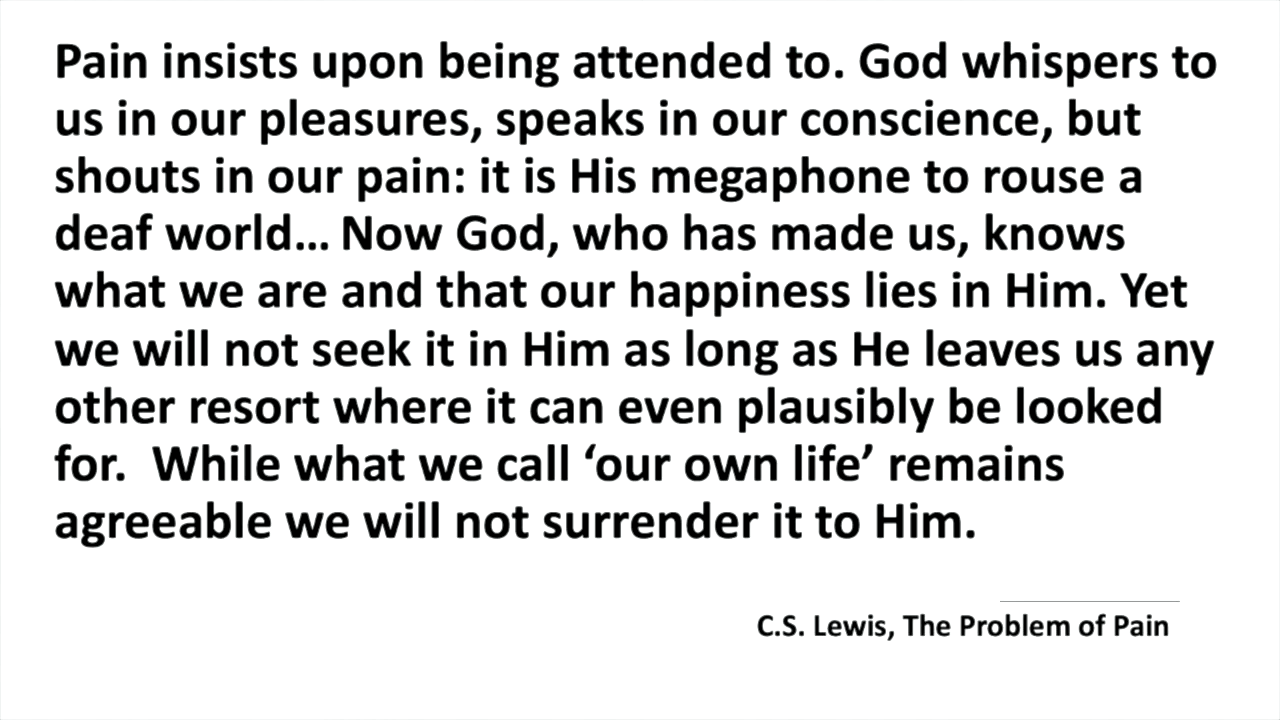 Pain insists upon being attended to. God whispers to
us in our pleasures, speaks in our conscience, but
shouts in our pain: it is His megaphone to rouse a
deaf world... Now God, who has made us, knows
what we are and that our happiness lies in Him. Yet
we will not seek it in Him as long as He leaves us any
other resort where it can even plausibly be looked
for.  While what we call ‘our own life’ remains
agreeable we will not surrender it to Him.
C.S. Lewis, The Problem of Pain